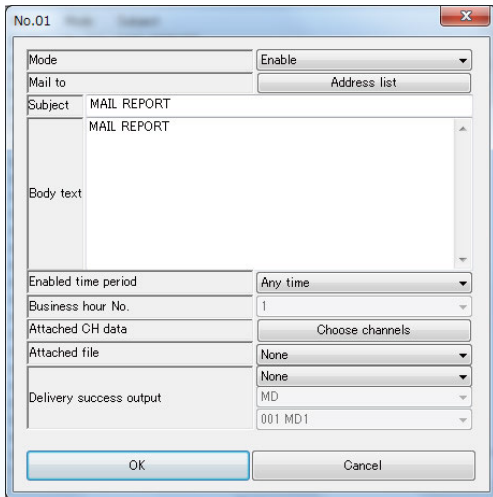 No.01
Mode Enable
Mail to Address list
Subject MAIL REPORT
MAIL REPORT
Body text
Enabled time period Any time
Business hour No. 1
Attached CH data Choose channels
Attached file None
None
Delivery success output MD
001 MD1
OK Cancel